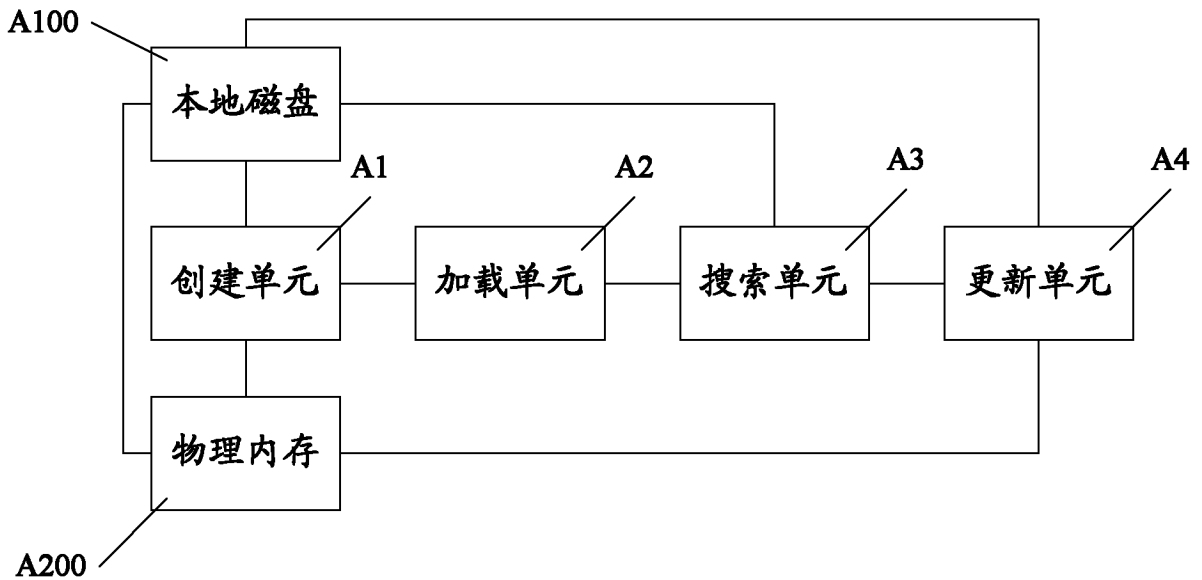 A100
本地磁盘
A1
A2
A3
A4
创建单元
加载单元
搜索单元
更新单元
物理内存
A200